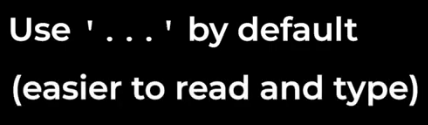 Use '...' by default
(easier to read and type)